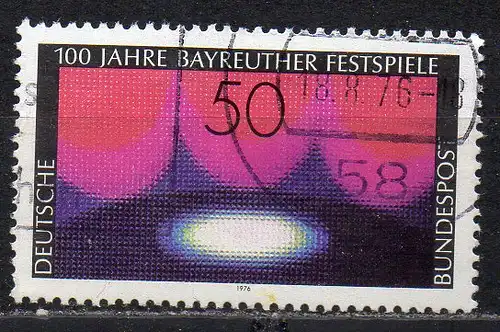 100 JAHRE BAYREUTHER FESTSPIELE
50
18.8.76-18
58
DEUTSCHE
BUNDESPOST
1976